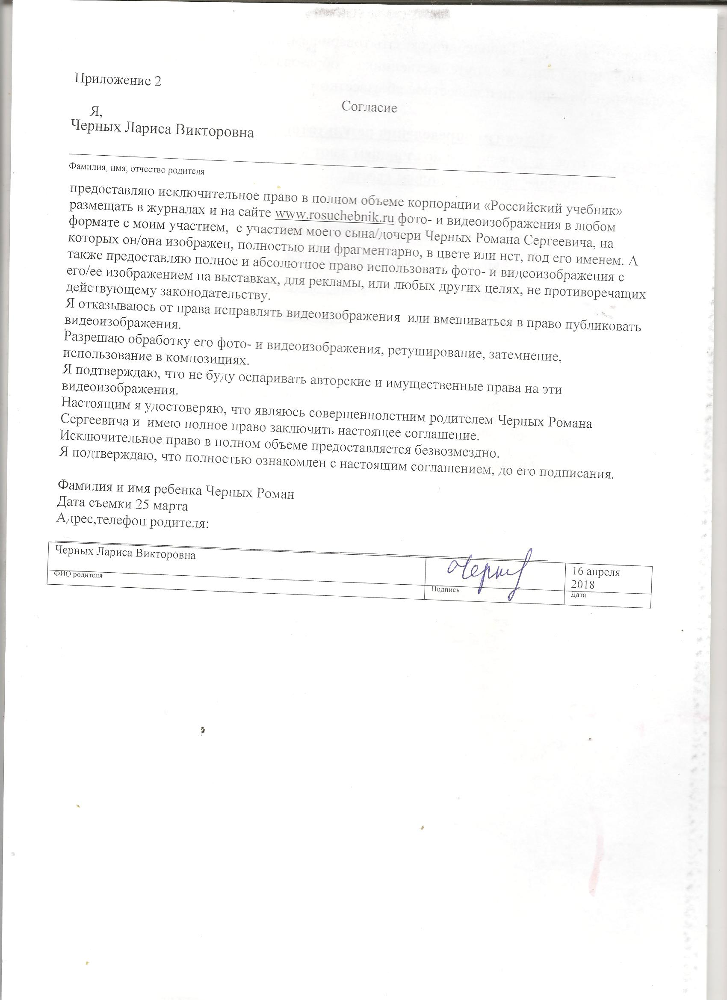 Приложение 2
Согласие
Я,
Черных Лариса Викторовна
Фамилия, имя, отчество родителя
предоставляю исключительное право в полном объеме корпорации «Российский учебник»
размещать в журналах и на сайте www.rosuchebnik.ru фото- и видеоизображения в любом
формате с моим участием, с участием моего сына/дочери Черных Романа Сергеевича, на
которых он/она изображен, полностью или фрагментарно, в цвете или нет, под его именем. А
также предоставляю полное и абсолютное право использовать фото- и видеоизображения с
его/ее изображением на выставках, для рекламы, или любых других целях, не противоречащих
действующему законодательству.
Я отказываюсь от права исправлять видеоизображения или вмешиваться в право публиковать
видеоизображения.
Разрешаю обработку его фото- и видеоизображения, ретуширование, затемнение,
использование в композициях.
Я подтверждаю, что не буду оспаривать авторские и имущественные права на эти
видеоизображения.
Настоящим я удостоверяю, что являюсь совершеннолетним родителем Черных Романа
Сергеевича и имею полное право заключить настоящее соглашение.
Исключительное право в полном объеме предоставляется безвозмездно.
Я подтверждаю, что полностью ознакомлен с настоящим соглашением, до его подписания.
Фамилия и имя ребенка Черных Роман
Дата съемки 25 марта
Адрес,телефон родителя:
Черных Лариса Викторовна
16 апреля
2018
ФИО родителя
Подпись
Дата